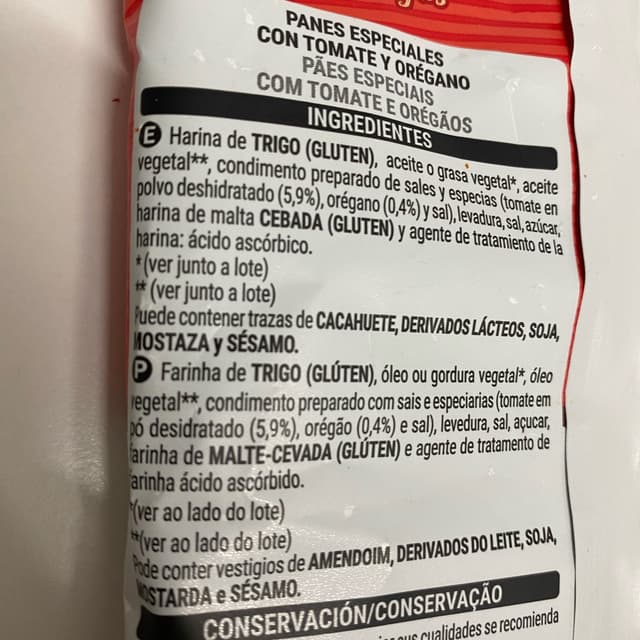 PANES ESPECIALES
CON TOMATE Y ORÉGANO
PÃES ESPECIAIS
COM TOMATE E ORÉGÃOS
INGREDIENTES
E Harina de TRIGO (GLUTEN), aceite o grasa vegetal*, aceite
vegetal**, condimento preparado de sales y especias (tomate en
polvo deshidratado (5,9%), orégano (0,4%) y sal), levadura, sal, azúcar,
harina de malta CEBADA (GLUTEN) y agente de tratamiento de la
harina: ácido ascórbico.
*(ver junto a lote)
** (ver junto a lote)
Puede contener trazas de CACAHUETE, DERIVADOS LÁCTEOS, SOJA,
MOSTAZA y SÉSAMO.
P Farinha de TRIGO (GLÚTEN), óleo ou gordura vegetal*, óleo
vegetal**, condimento preparado com sais e especiarias (tomate em
pó desidratado (5,9%), orégão (0,4%) e sal), levedura, sal, açucar,
farinha de MALTE-CEVADA (GLÚTEN) e agente de tratamento de
farinha ácido ascórbido.
*(ver ao lado do lote)
**(ver ao lado do lote)
Pode conter vestigios de AMENDOIM, DERIVADOS DO LEITE, SOJA,
MOSTARDA e SÉSAMO.
CONSERVACIÓN/CONSERVAÇÃO
sus cualidades se recomienda